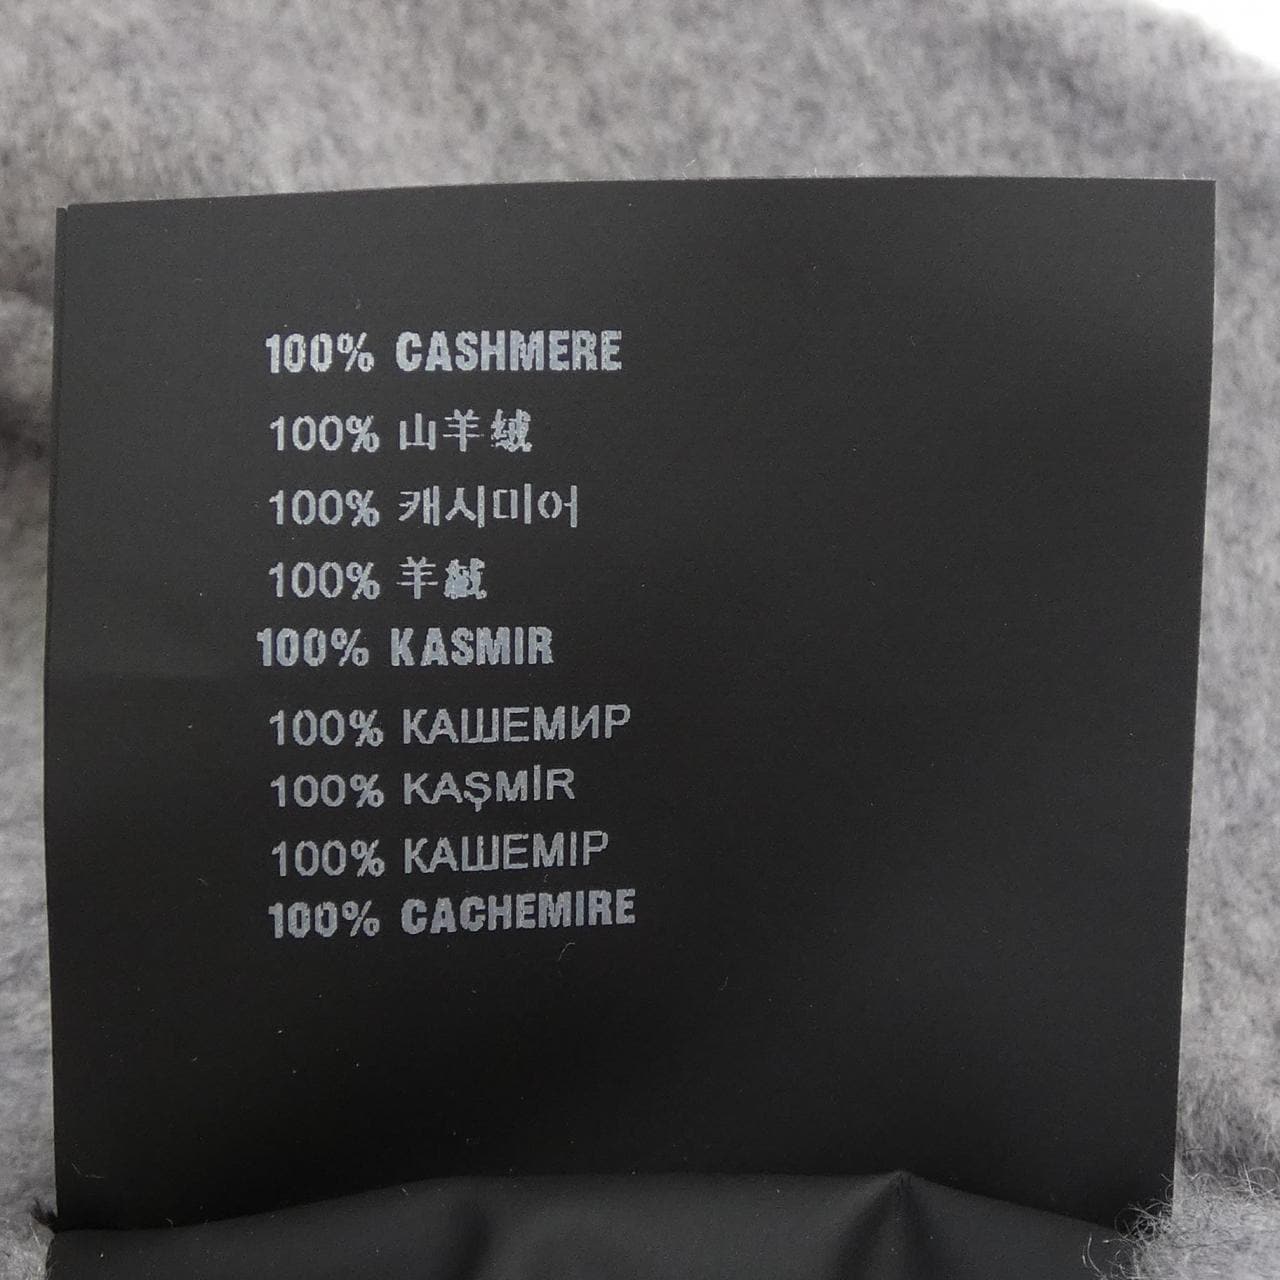 100% CASHMERE
100% 山羊绒
100% 캐시미어
100% 羊絨
100% KASMIR
100% КАШЕМИР
100% KAŞMİR
100% КАШЕМІР
100% CACHEMIRE